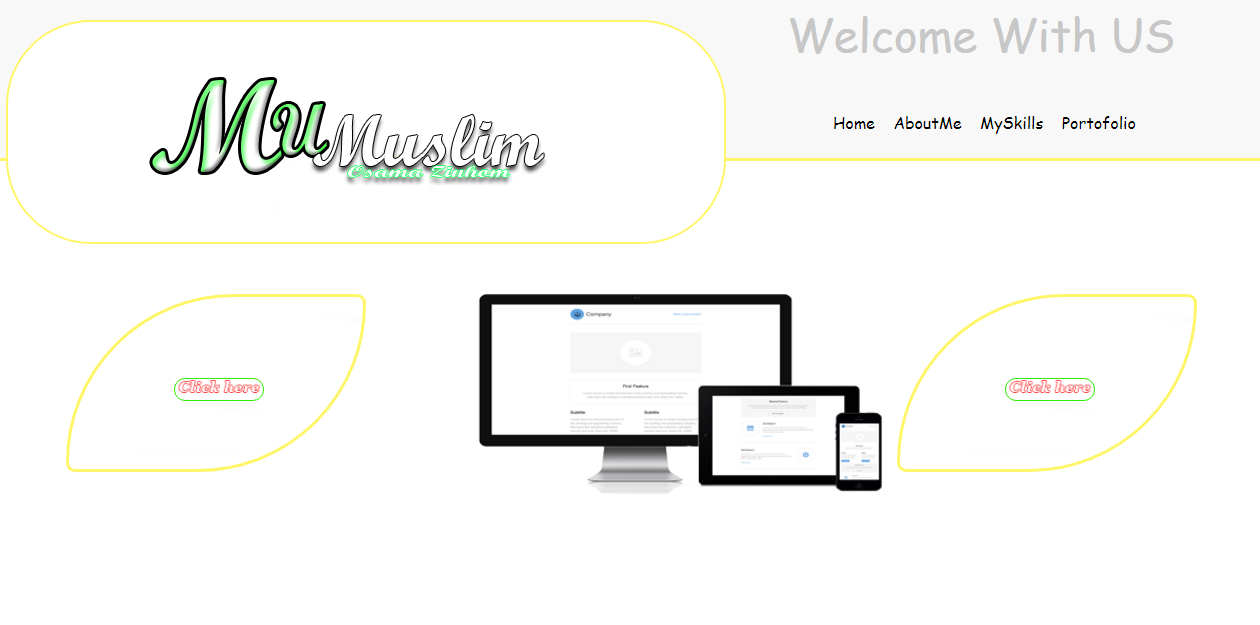 Welcome With US
Mu Muslim
Osama Zinhom
Home AboutMe MySkills Portofolio
Click here
Company
First Feature
Subtitle Subtitle
Click here